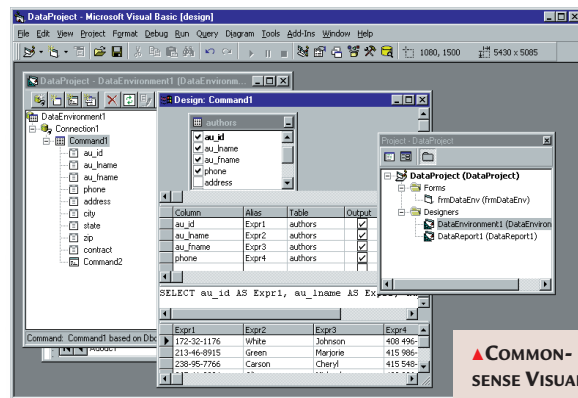 DataProject - Microsoft Visual Basic [design]
File Edit View Project Format Debug Run Query Diagram Tools Add-Ins Window Help
1080, 1500 5430 x 5085
DataProject - DataEnvironment1 (DataEnvironm...
DataEnvironment1
Connection1
Command1
au_id
au_lname
au_fname
phone
address
city
state
zip
contract
Command2
Command: Command1 based on Dbo
Adodc1
Design: Command1
authors
au_id
au_lname
au_fname
phone
address
Column Alias Table Output
au_id Expr1 authors
au_lname Expr2 authors
au_fname Expr3 authors
phone Expr4 authors
SELECT au_id AS Expr1, au_lname AS
Expr1 Expr2 Expr3 Expr4
172-32-1176 White Johnson 408 496-
213-46-8915 Green Marjorie 415 986-
238-95-7766 Carson Cheryl 415 548-
Project - DataProject
DataProject (DataProject)
Forms
frmDataEnv (frmDataEnv)
Designers
DataEnvironment1 (DataEnviron
DataReport1 (DataReport1)
▲COMMON-
SENSE VISUAL